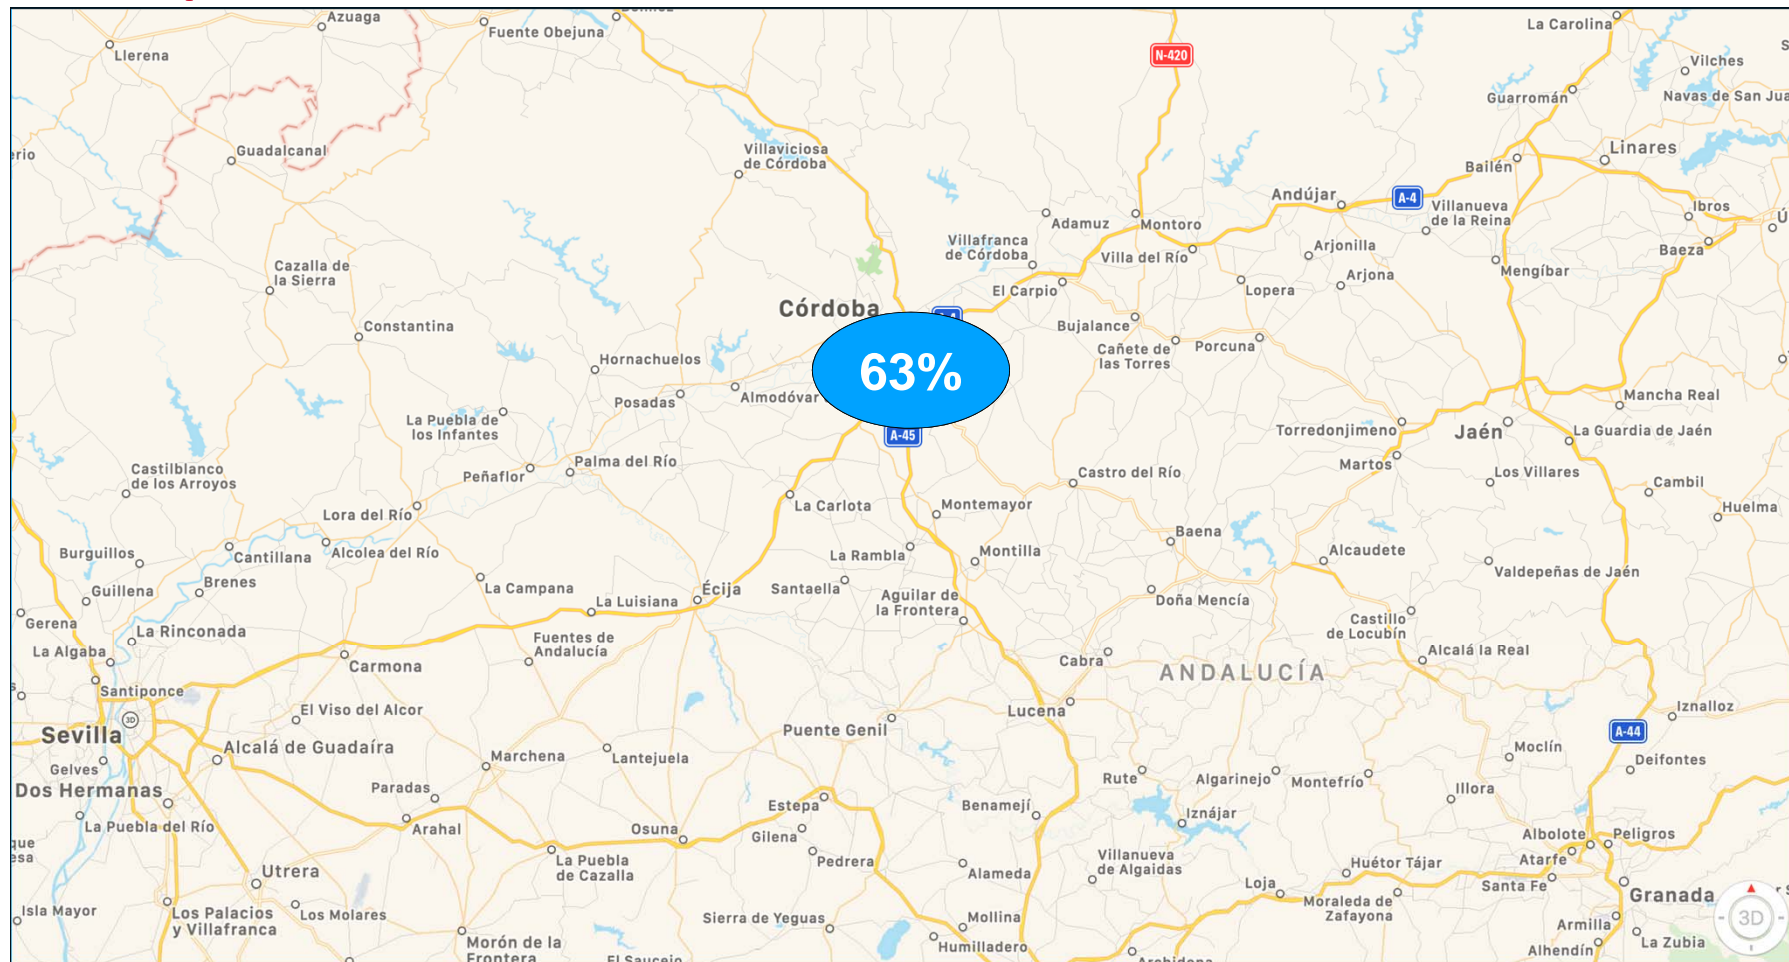 Azuaga
Fuente Obejuna
La Carolina
Llerena
N-420
Vilches
Guarromán
Navas de San Jua
erio
Guadalcanal
Villaviciosa
de Córdoba
Linares
Bailén
Andújar
A-4
Villanueva
de la Reina
Ibros
Ú
Adamuz
Montoro
Villafranca
de Córdoba
Villa del Río
Arjonilla
Baeza
Cazalla de
la Sierra
Arjona
Mengíbar
El Carpio
Lopera
Córdoba
Constantina
Bujalance
Cañete de
las Torres
Porcuna
Hornachuelos
63%
Posadas
Almodóvar
Mancha Real
La Puebla de
los Infantes
A-45
Torredonjimeno
Jaén
La Guardia de Jaén
Castilblanco
de los Arroyos
Peñaflor
Palma del Río
Castro del Río
Martos
Los Villares
Cambil
Lora del Río
La Carlota
Montemayor
Huelma
Burguillos
Cantillana
Alcolea del Río
La Rambla
Montilla
Baena
Alcaudete
Guillena
Brenes
La Campana
Écija
Santaella
Valdepeñas de Jaén
La Luisiana
Aguilar de
la Frontera
Doña Mencía
Gerena
La Rinconada
Castillo
de Locubín
La Algaba
Fuentes de
Andalucía
Carmona
Cabra
ANDALUCÍA
Alcalá la Real
Santiponce
El Viso del Alcor
Lucena
Iznalloz
3D
Sevilla
Alcalá de Guadaíra
Puente Genil
A-44
Gelves
Marchena
Lantejuela
Moclín
Deifontes
Dos Hermanas
Paradas
Rute
Algarinejo
Montefrío
Illora
La Puebla del Río
Arahal
Osuna
Estepa
Gilena
Benamejí
Iznájar
Albolote
Peligros
que
esa
La Puebla
de Cazalla
Pedrera
Villanueva
de Algaidas
Huétor Tájar
Atarfe
Utrera
Alameda
Loja
Santa Fe
Granada
Isla Mayor
Los Palacios
y Villafranca
Los Molares
Sierra de Yeguas
Mollina
Moraleda de
Zafayona
3D
Armilla
Morón de la
Frontera
El Saucejo
Humilladero
Archidona
Alhendín
La Zubia